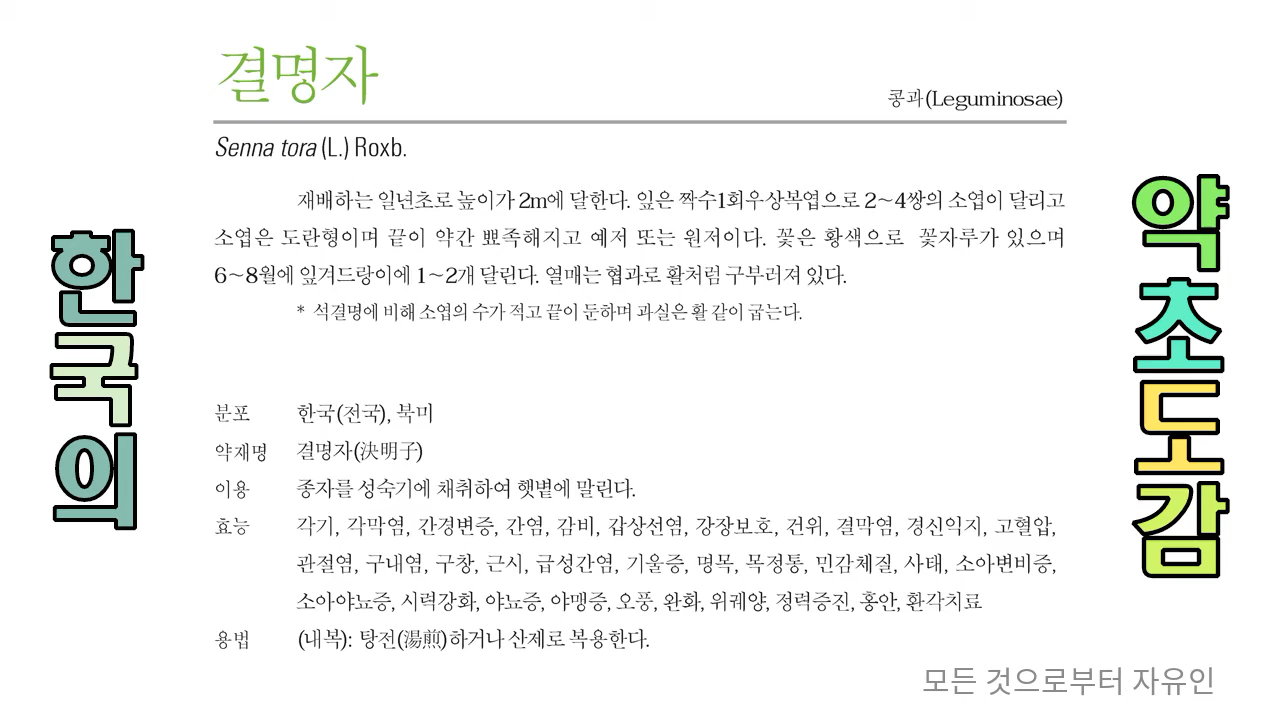 한국의
결명자
콩과(Leguminosae)
Senna tora (L.) Roxb.
재배하는 일년초로 높이가 2m에 달한다. 잎은 짝수1회우상복엽으로 2~4쌍의 소엽이 달리고
소엽은 도란형이며 끝이 약간 뾰족해지고 예저 또는 원저이다. 꽃은 황색으로 꽃자루가 있으며
6~8월에 잎겨드랑이에 1~2개 달린다. 열매는 협과로 활처럼 구부러져 있다.
* 석결명에 비해 소엽의 수가 적고 끝이 둔하며 과실은 활 같이 굽는다.
분포 한국(전국), 북미
약재명 결명자(決明子)
이용 종자를 성숙기에 채취하여 햇볕에 말린다.
효능 각기, 각막염, 간경변증, 간염, 감비, 갑상선염, 강장보호, 건위, 결막염, 경신익지, 고혈압,
관절염, 구내염, 구창, 근시, 급성간염, 기울증, 명목, 목정통, 민감체질, 사태, 소아변비증,
소아야뇨증, 시력강화, 야뇨증, 야맹증, 오풍, 완화, 위궤양, 정력증진, 홍안, 환각치료
용법 (내복): 탕전(湯煎)하거나 산제로 복용한다.
약초도감
모든 것으로부터 자유인